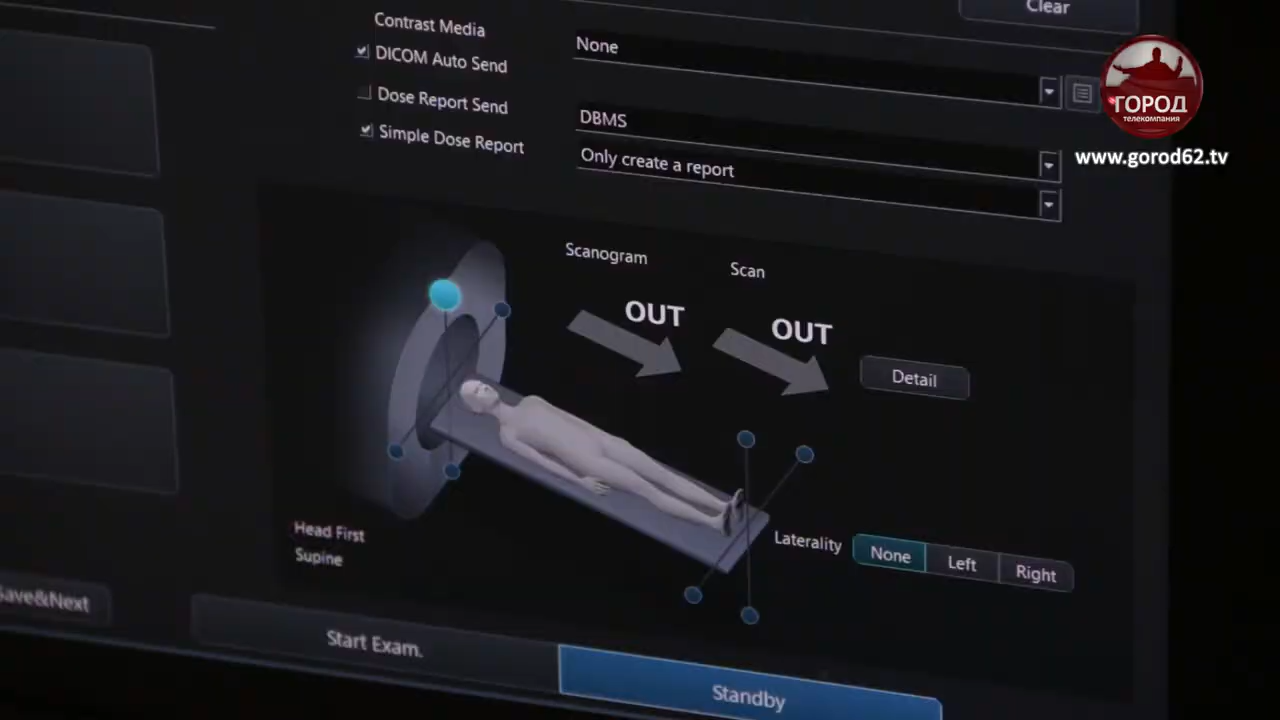 Clear
Contrast Media
None
DICOM Auto Send
Dose Report Send
DBMS
Simple Dose Report
Only create a report
ГОРОД
телекомпания
www.gorod62.tv
Scanogram
Scan
OUT
OUT
Detail
Head First
Supine
Laterality
None
Left
Right
Save&Next
Start Exam.
Standby